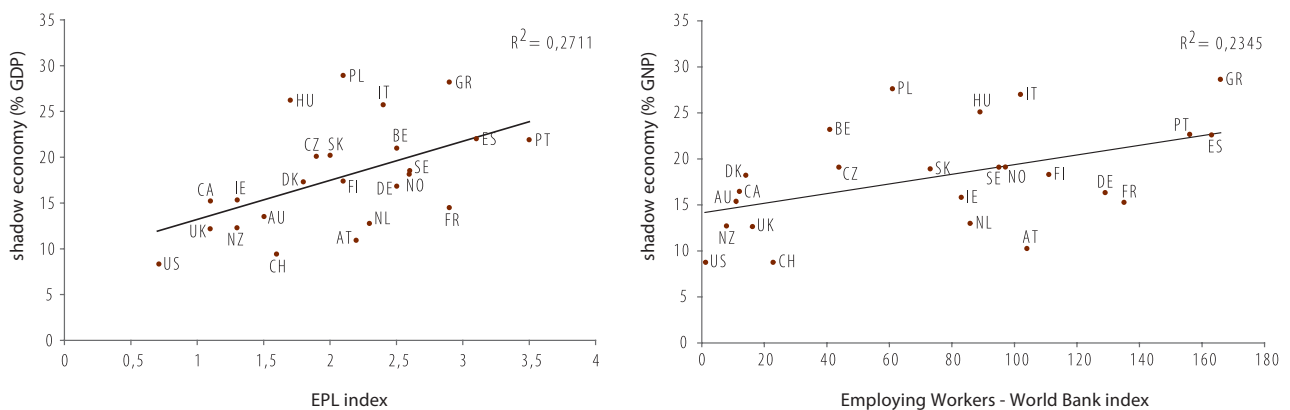 35
30
25
20
15
10
5
0
shadow economy (% GDP)
R2 = 0,2711
PL
GR
HU
IT
CZ
SK
BE
ES
PT
DK
FI
SE
NO
DE
CA
IE
AU
UK
NZ
NL
FR
AT
CH
US
0
0,5
1
1,5
2
2,5
3
3,5
4
EPL index
35
30
25
20
15
10
5
0
shadow economy (% GNP)
R2 = 0,2345
GR
PL
HU
IT
BE
PT
ES
DK
CZ
SK
SE
NO
FI
AU
CA
IE
DE
FR
NZ
UK
NL
AT
US
CH
0
20
40
60
80
100
120
140
160
180
Employing Workers - World Bank index